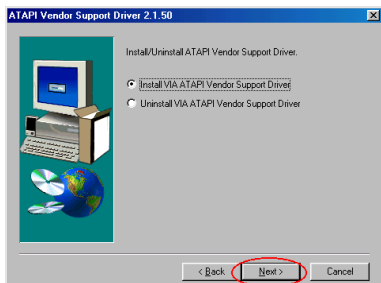 ATAPI Vendor Support Driver 2.1.50
Install/Uninstall ATAPI Vendor Support Driver.
Install VIA ATAPI Vendor Support Driver
Uninstall VIA ATAPI Vendor Support Driver
< Back Next > Cancel